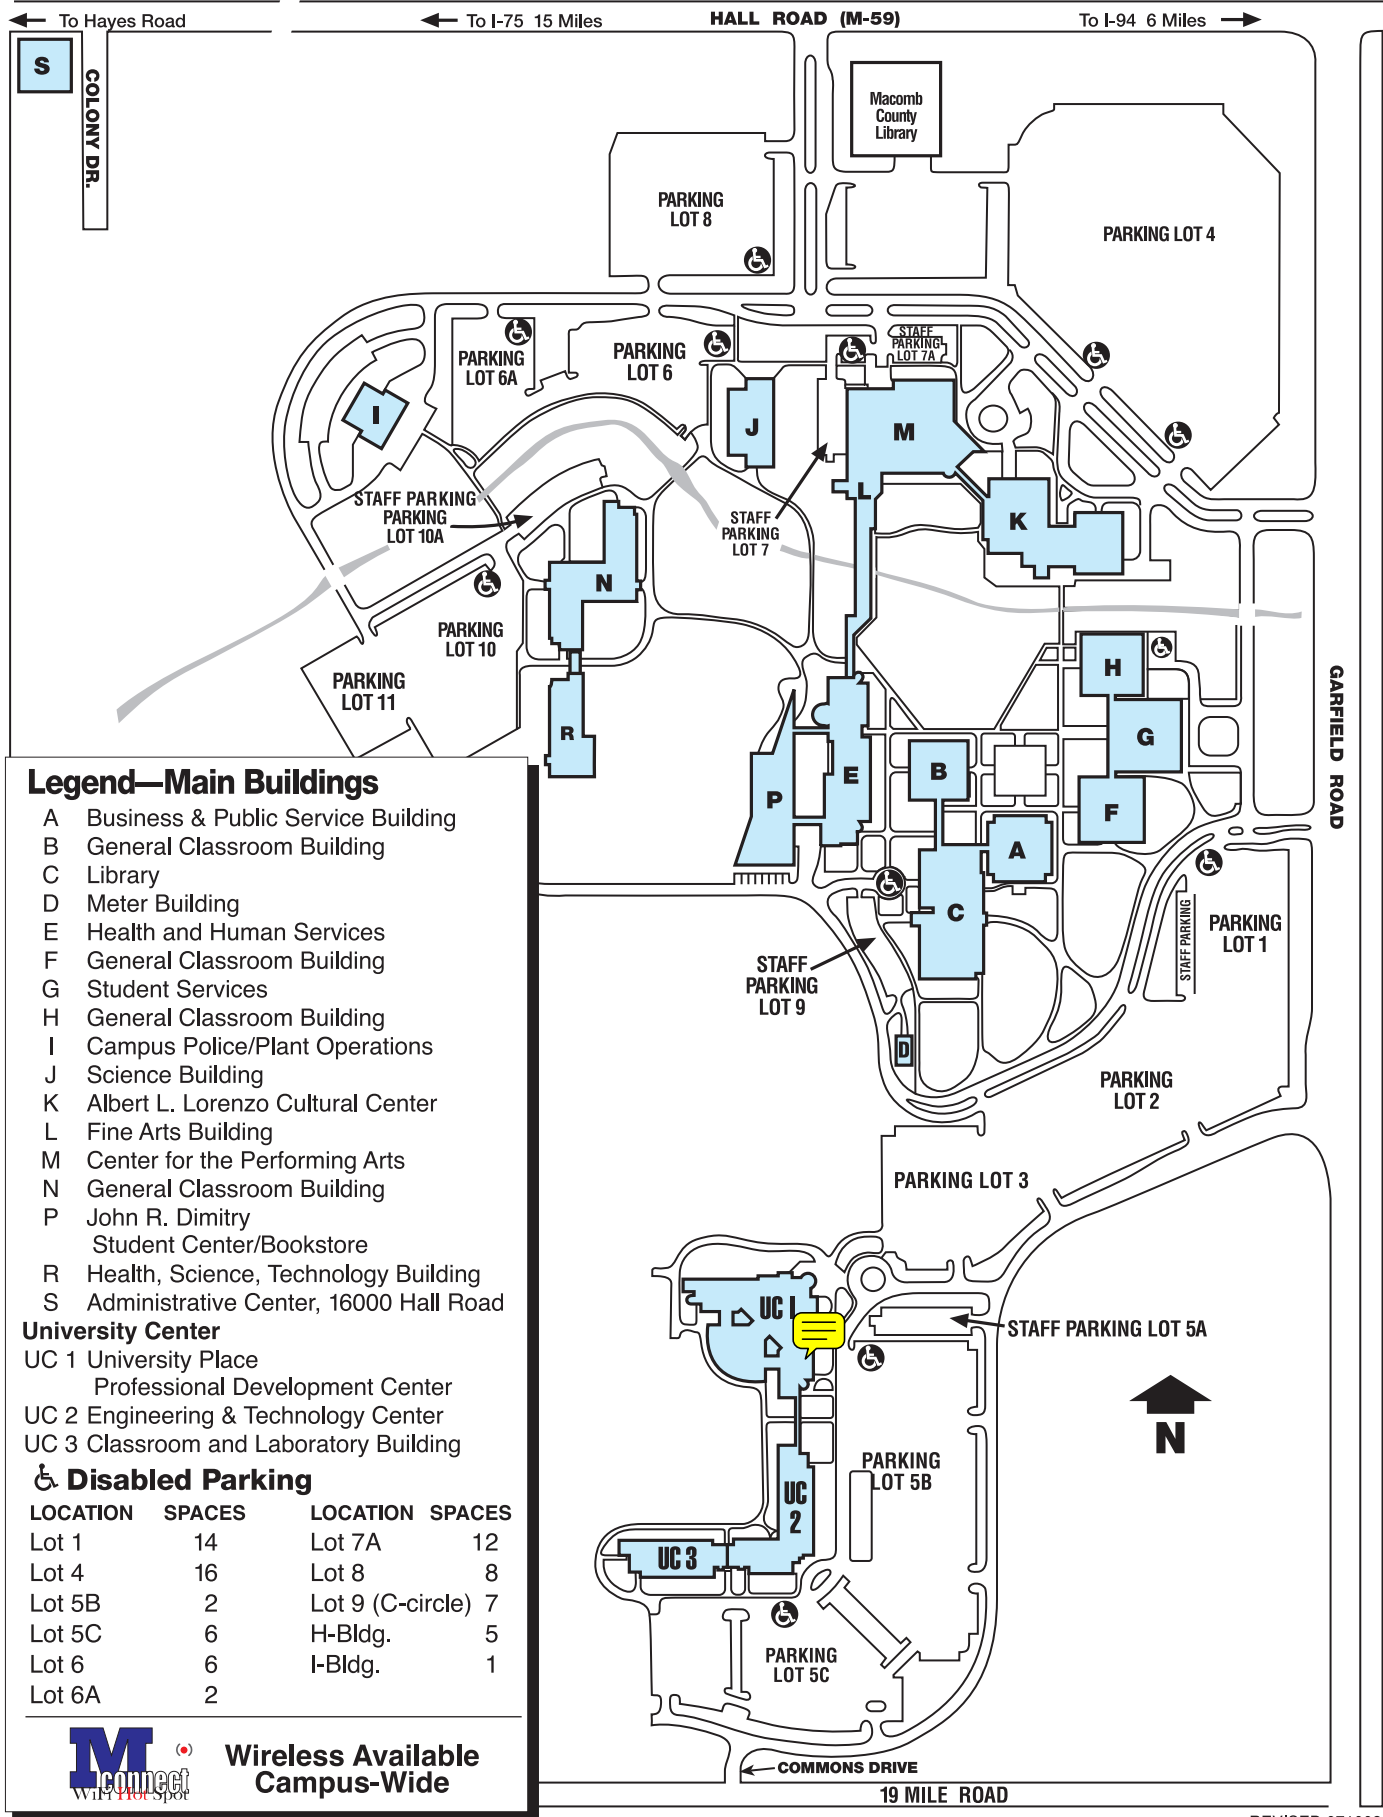 To Hayes Road
To I-75 15 Miles
HALL ROAD (M-59)
To I-94 6 Miles
S
COLONY DR.
Macomb
County
Library
PARKING
LOT 8
PARKING LOT 4
STAFF
PARKING
LOT 7A
PARKING
LOT 6A
PARKING
LOT 6
I
J
M
STAFF PARKING
PARKING
LOT 10A
L
STAFF
PARKING
LOT 7
K
N
PARKING
LOT 10
PARKING
LOT 11
H
GARFIELD ROAD
R
G
B
E
P
F
A
C
STAFF PARKING
PARKING
LOT 1
STAFF
PARKING
LOT 9
D
PARKING
LOT 2
PARKING LOT 3
UC 1
STAFF PARKING LOT 5A
N
PARKING
LOT 5B
UC
2
UC 3
PARKING
LOT 5C
COMMONS DRIVE
19 MILE ROAD
Legend—Main Buildings
A Business & Public Service Building
B General Classroom Building
C Library
D Meter Building
E Health and Human Services
F General Classroom Building
G Student Services
H General Classroom Building
I Campus Police/Plant Operations
J Science Building
K Albert L. Lorenzo Cultural Center
L Fine Arts Building
M Center for the Performing Arts
N General Classroom Building
P John R. Dimitry
Student Center/Bookstore
R Health, Science, Technology Building
S Administrative Center, 16000 Hall Road
University Center
UC 1 University Place
Professional Development Center
UC 2 Engineering & Technology Center
UC 3 Classroom and Laboratory Building
Disabled Parking
LOCATION SPACES LOCATION SPACES
Lot 1 14 Lot 7A 12
Lot 4 16 Lot 8 8
Lot 5B 2 Lot 9 (C-circle) 7
Lot 5C 6 H-Bldg. 5
Lot 6 6 I-Bldg. 1
Lot 6A 2
M
connect
WiFi Hot Spot
Wireless Available
Campus-Wide